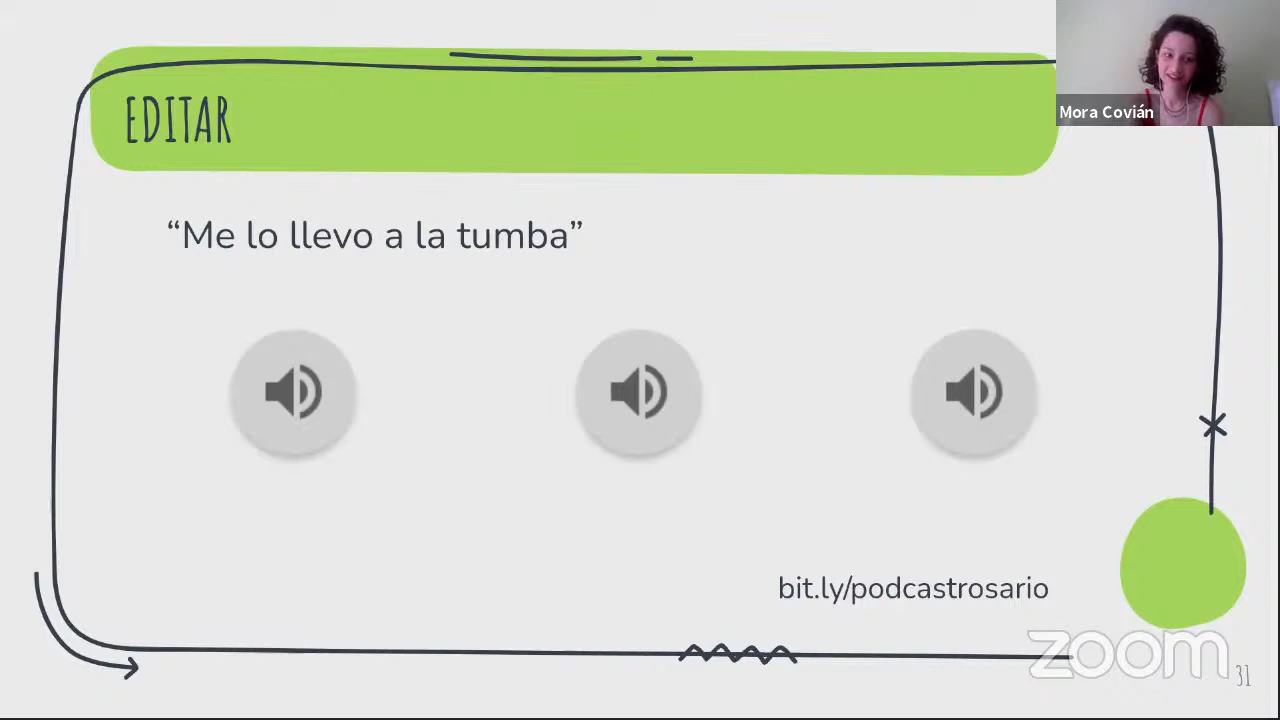 EDITAR
Mora Covián
“Me lo llevo a la tumba”
bit.ly/podcastrosario
zoom
31